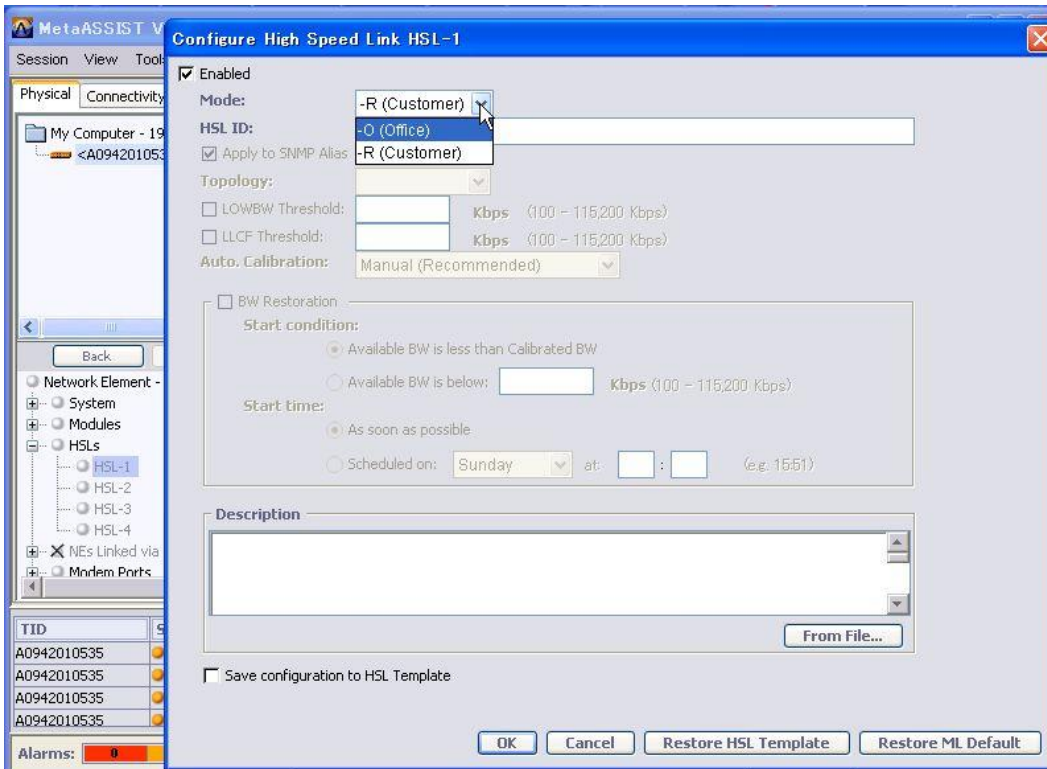 MetaASSIST V
Session View Tool
Physical Connectivity
My Computer - 19
<A094201053
Back
Network Element -
System
Modules
HSLs
HSL-1
HSL-2
HSL-3
HSL-4
NEs Linked via
Modem Ports
TID S
A0942010535
A0942010535
A0942010535
A0942010535
Alarms: 0
Configure High Speed Link HSL-1
Enabled
Mode: -R (Customer)
-O (Office)
-R (Customer)
HSL ID:
Apply to SNMP Alias
Topology:
LOWBW Threshold: Kbps (100 - 115,200 Kbps)
LLCF Threshold: Kbps (100 - 115,200 Kbps)
Auto. Calibration: Manual (Recommended)
BW Restoration
Start condition:
Available BW is less than Calibrated BW
Available BW is below: Kbps (100 - 115,200 Kbps)
Start time:
As soon as possible
Scheduled on: Sunday at: : (e.g. 15:51)
Description
From File...
Save configuration to HSL Template
OK Cancel Restore HSL Template Restore ML Default